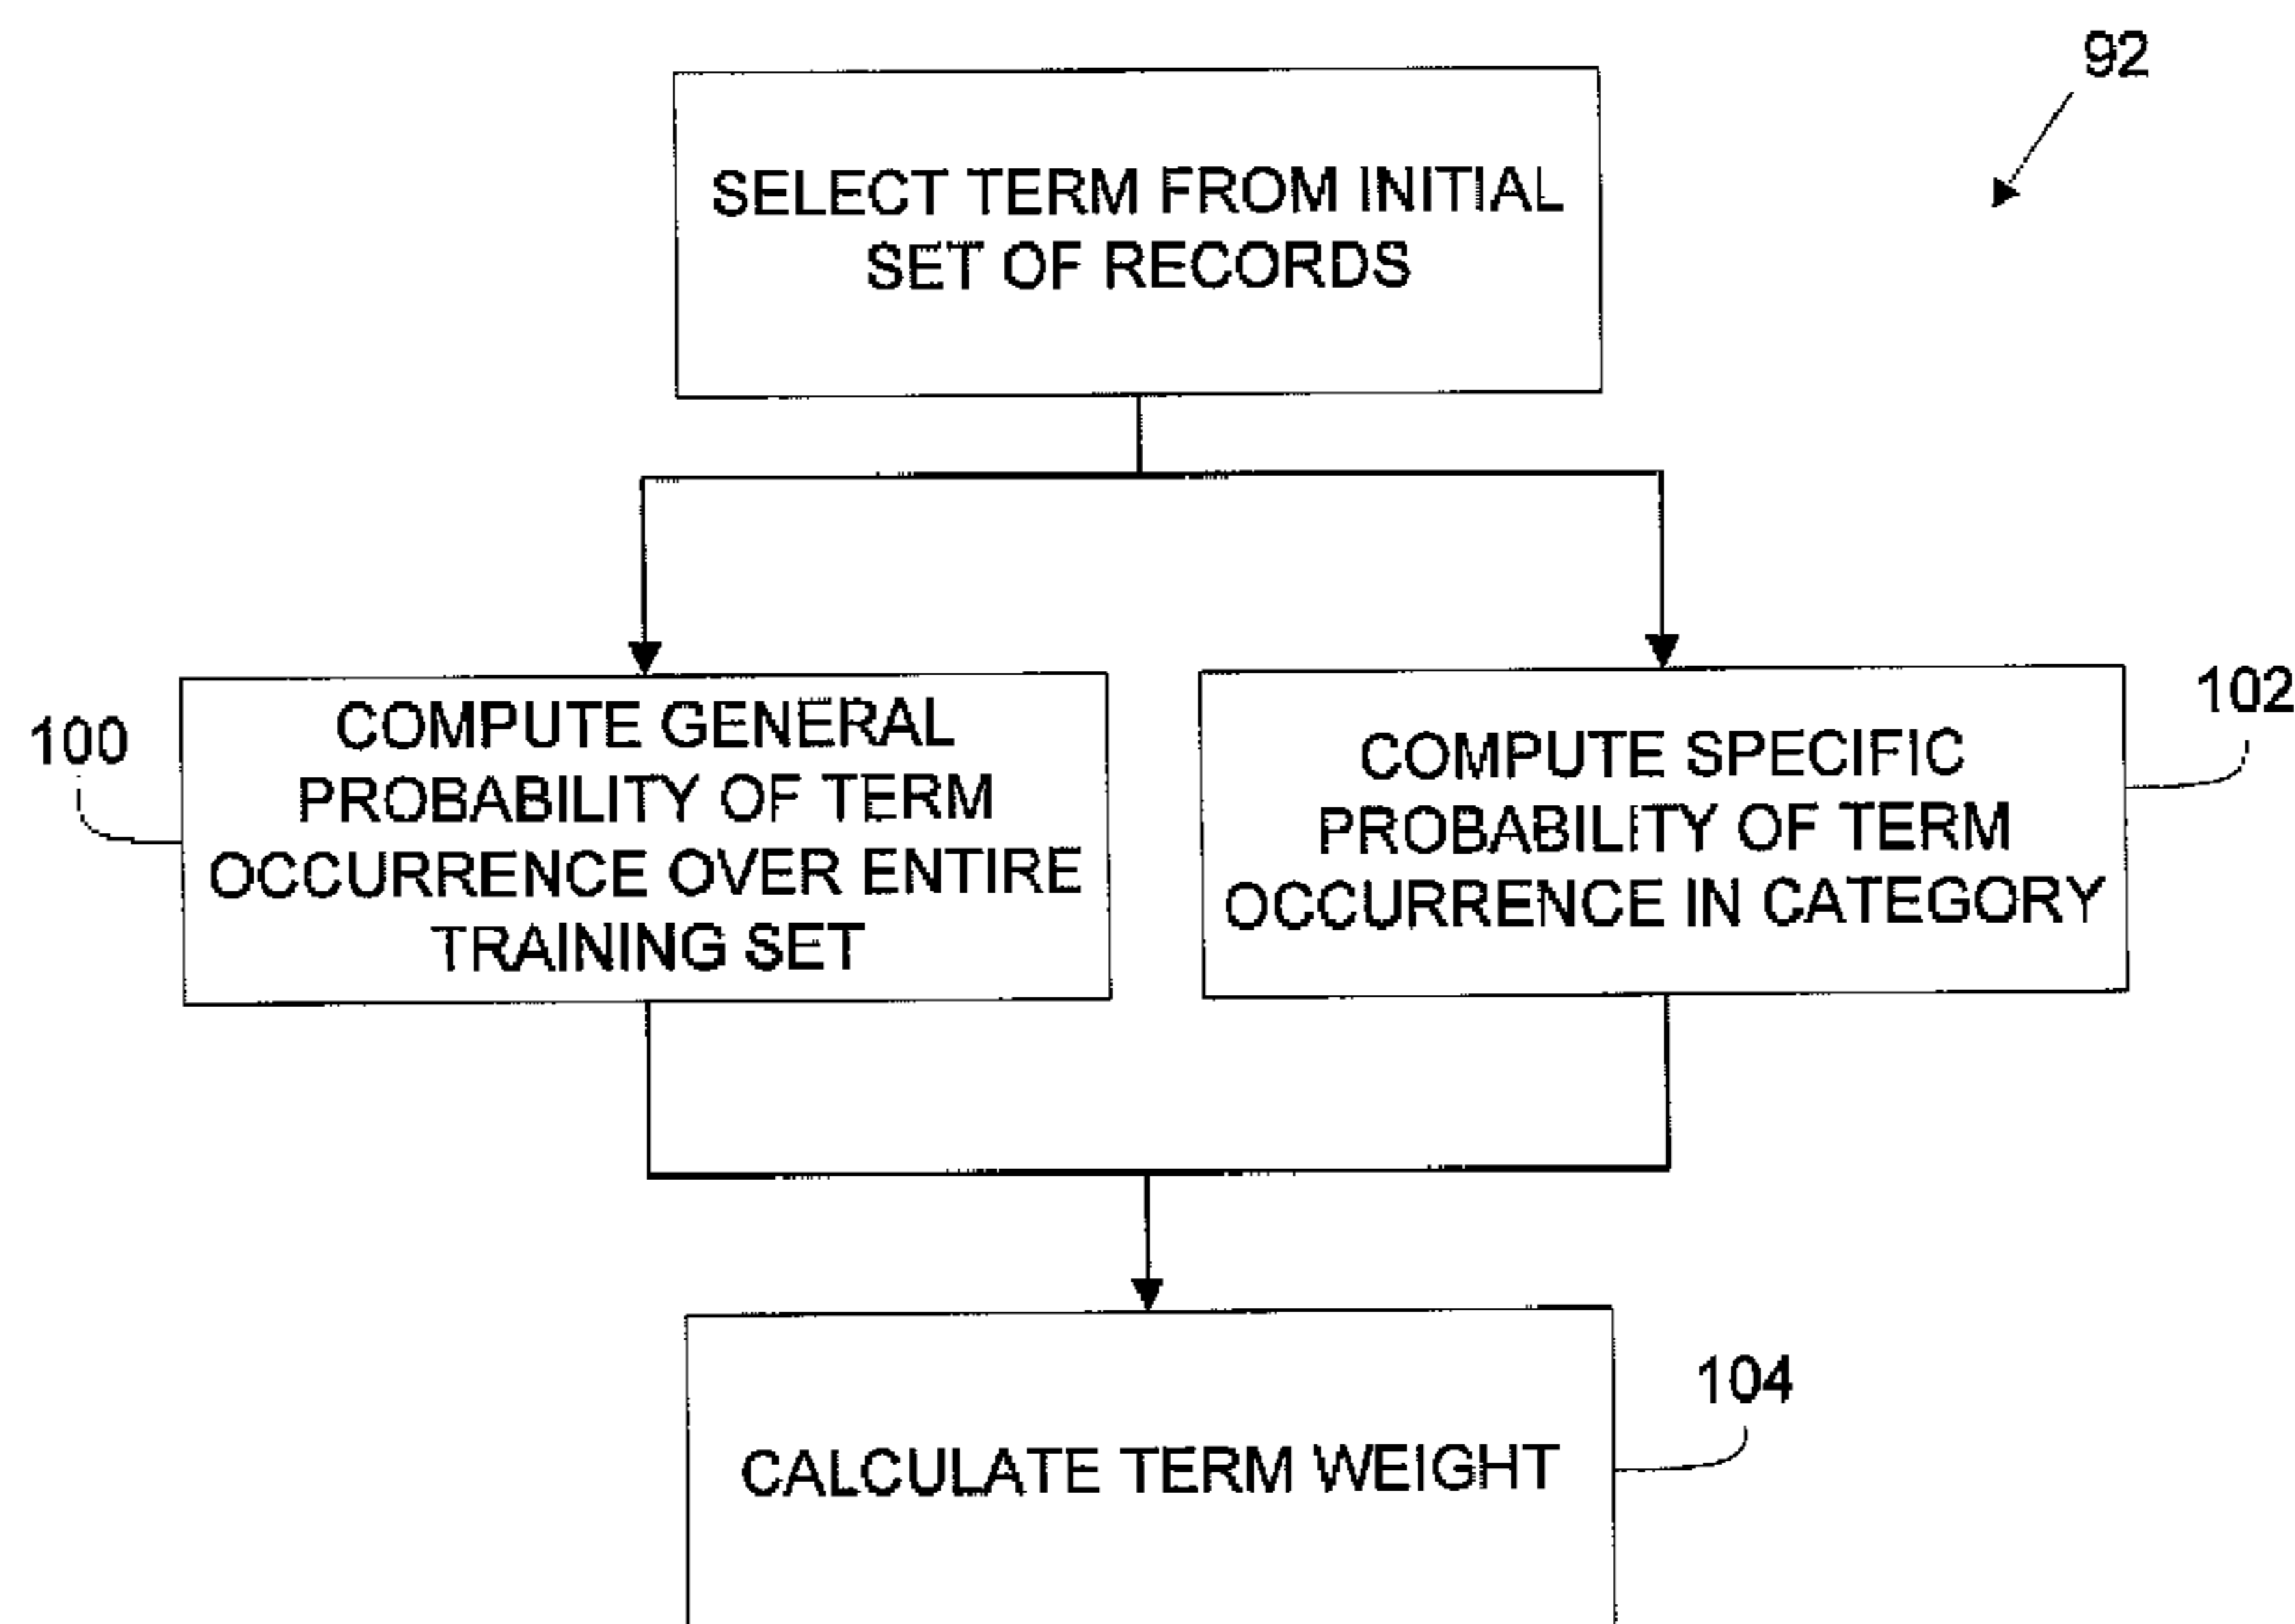 92
SELECT TERM FROM INITIAL
SET OF RECORDS
100
COMPUTE GENERAL
PROBABILITY OF TERM
OCCURRENCE OVER ENTIRE
TRAINING SET
102
COMPUTE SPECIFIC
PROBABILITY OF TERM
OCCURRENCE IN CATEGORY
104
CALCULATE TERM WEIGHT